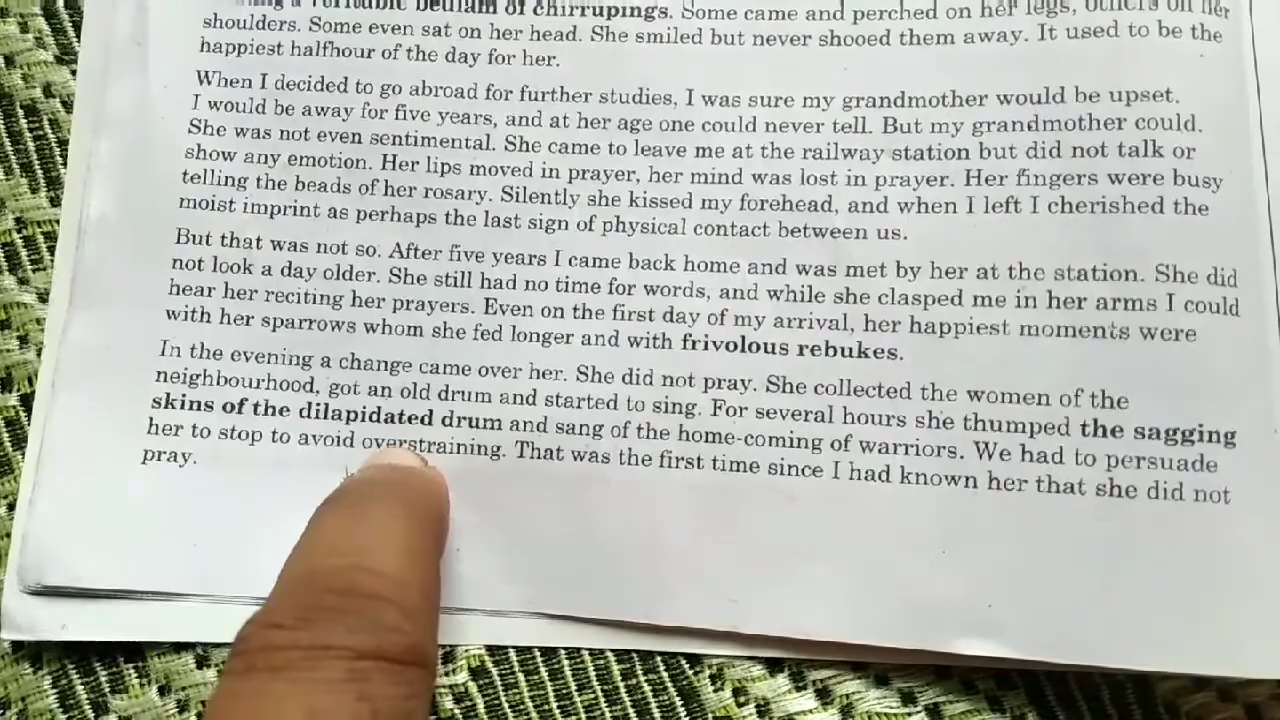 a veritable bedlam of chirrupings. Some came and perched on her legs, others on her
shoulders. Some even sat on her head. She smiled but never shooed them away. It used to be the
happiest halfhour of the day for her.
When I decided to go abroad for further studies, I was sure my grandmother would be upset.
I would be away for five years, and at her age one could never tell. But my grandmother could.
She was not even sentimental. She came to leave me at the railway station but did not talk or
show any emotion. Her lips moved in prayer, her mind was lost in prayer. Her fingers were busy
telling the beads of her rosary. Silently she kissed my forehead, and when I left I cherished the
moist imprint as perhaps the last sign of physical contact between us.
But that was not so. After five years I came back home and was met by her at the station. She did
not look a day older. She still had no time for words, and while she clasped me in her arms I could
hear her reciting her prayers. Even on the first day of my arrival, her happiest moments were
with her sparrows whom she fed longer and with frivolous rebukes.
In the evening a change came over her. She did not pray. She collected the women of the
neighbourhood, got an old drum and started to sing. For several hours she thumped the sagging
skins of the dilapidated drum and sang of the home-coming of warriors. We had to persuade
her to stop to avoid overstraining. That was the first time since I had known her that she did not
pray.